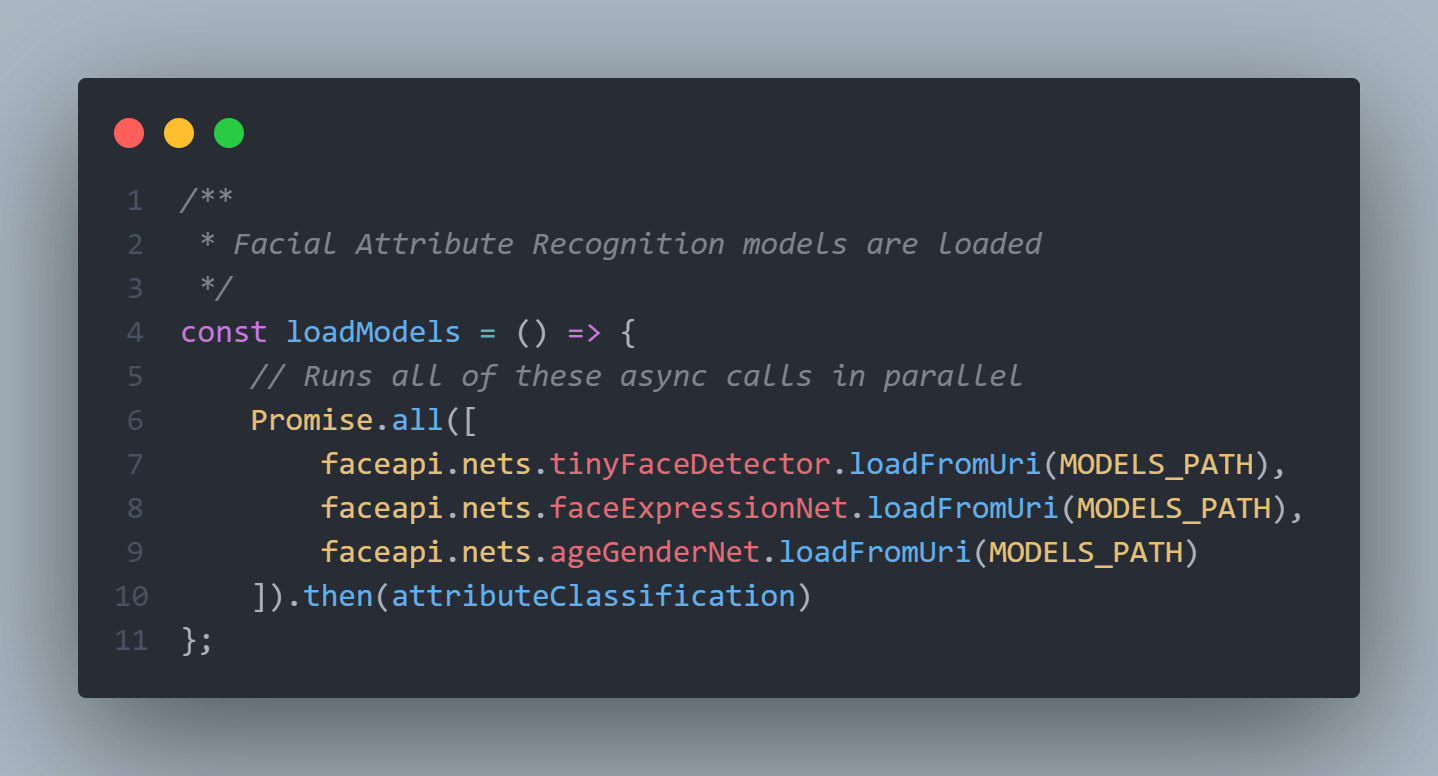 1 /**
2  * Facial Attribute Recognition models are loaded
3  */
4 const loadModels = () => {
5     // Runs all of these async calls in parallel
6     Promise.all([
7         faceapi.nets.tinyFaceDetector.loadFromUri(MODELS_PATH),
8         faceapi.nets.faceExpressionNet.loadFromUri(MODELS_PATH),
9         faceapi.nets.ageGenderNet.loadFromUri(MODELS_PATH)
10     ]).then(attributeClassification)
11 };